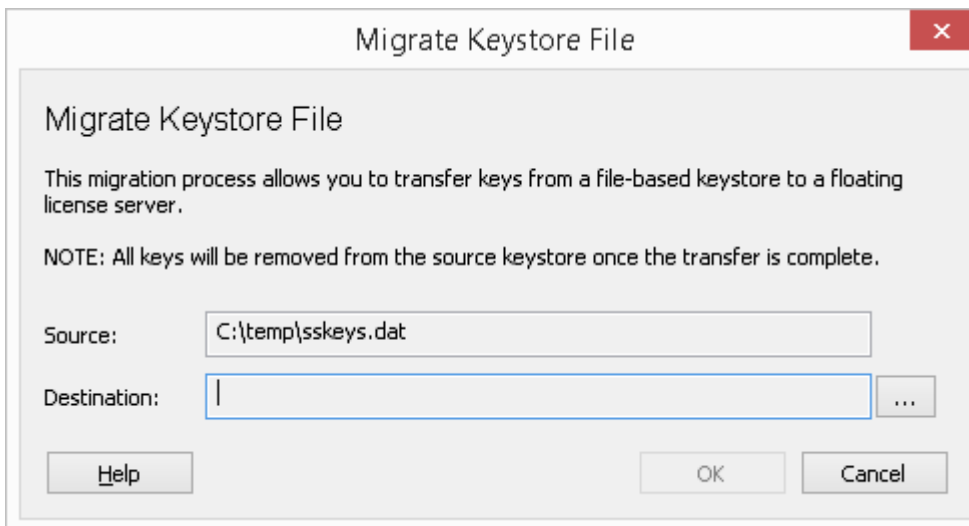 Migrate Keystore File
Migrate Keystore File
This migration process allows you to transfer keys from a file-based keystore to a floating
license server.
NOTE: All keys will be removed from the source keystore once the transfer is complete.
Source: C:\temp\sskeys.dat
Destination: ...
Help OK Cancel